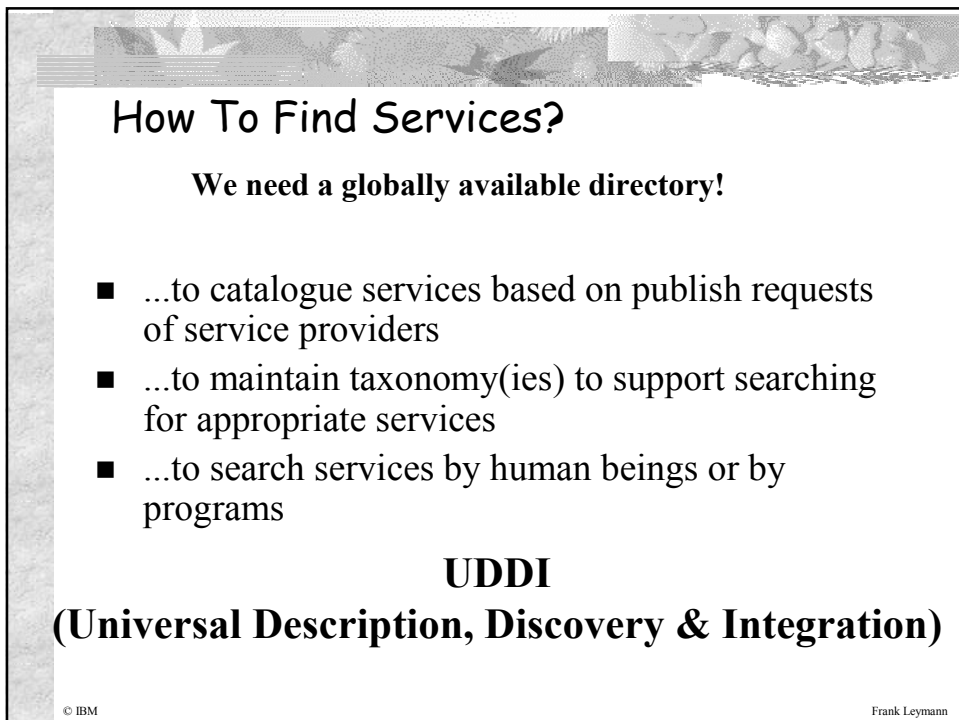 How To Find Services?
We need a globally available directory!
■ ...to catalogue services based on publish requests
of service providers
■ ...to maintain taxonomy(ies) to support searching
for appropriate services
■ ...to search services by human beings or by
programs
UDDI
(Universal Description, Discovery & Integration)
© IBM
Frank Leymann